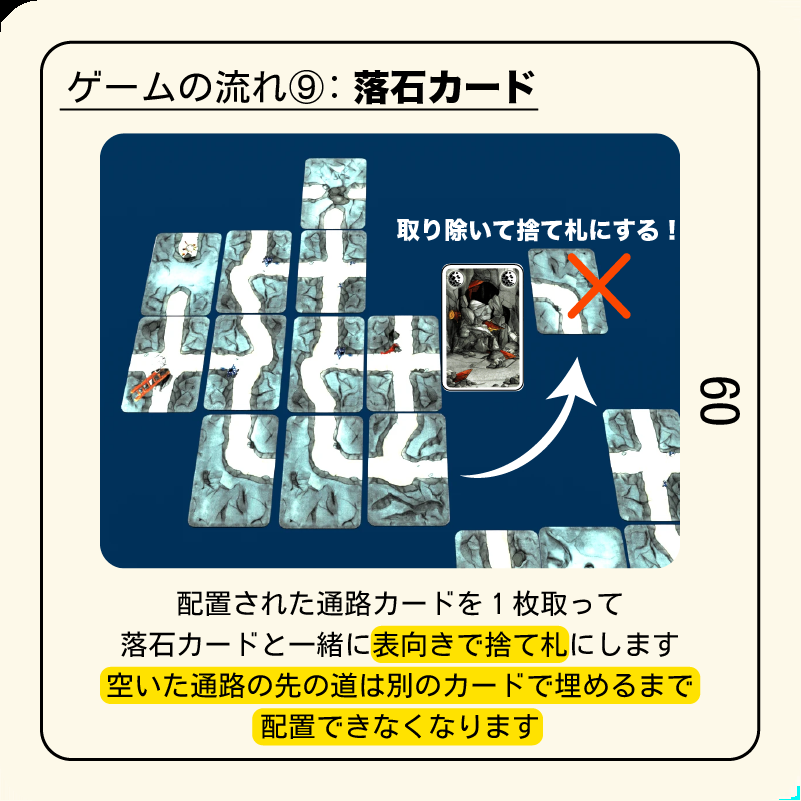 ゲームの流れ⑨: 落石カード
取り除いて捨て札にする！
09
配置された通路カードを１枚取って
落石カードと一緒に表向きで捨て札にします
空いた通路の先の道は別のカードで埋めるまで
配置できなくなります